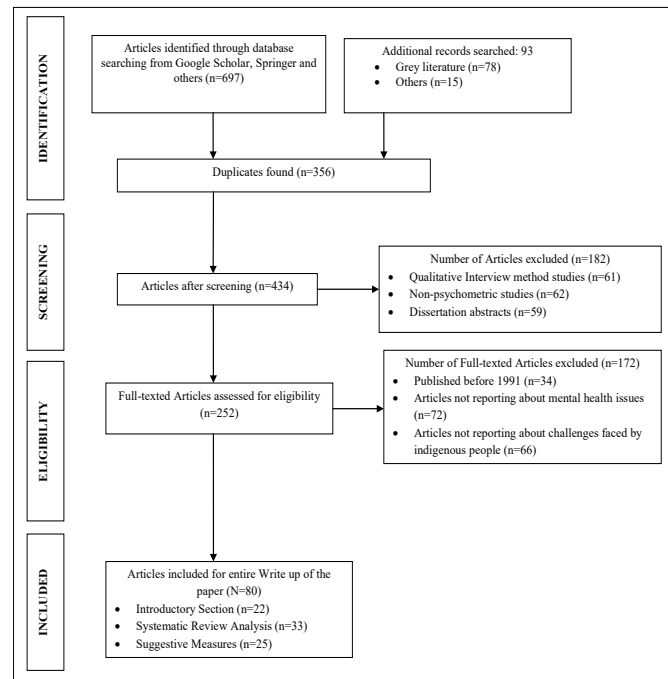 IDENTIFICATION
Articles identified through database
searching from Google Scholar, Springer and
others (n=697)
Additional records searched: 93
• Grey literature (n=78)
• Others (n=15)
Duplicates found (n=356)
SCREENING
Articles after screening (n=434)
Number of Articles excluded (n=182)
• Qualitative Interview method studies (n=61)
• Non-psychometric studies (n=62)
• Dissertation abstracts (n=59)
ELIGIBILITY
Full-texted Articles assessed for eligibility
(n=252)
Number of Full-texted Articles excluded (n=172)
• Published before 1991 (n=34)
• Articles not reporting about mental health issues
(n=72)
• Articles not reporting about challenges faced by
indigenous people (n=66)
INCLUDED
Articles included for entire Write up of the
paper (N=80)
• Introductory Section (n=22)
• Systematic Review Analysis (n=33)
• Suggestive Measures (n=25)